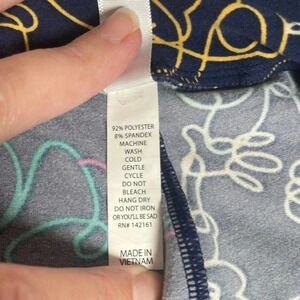 92% POLYESTER
8% SPANDEX
MACHINE
WASH
COLD
GENTLE
CYCLE
DO NOT
BLEACH
HANG DRY
DO NOT IRON
OR YOU'LL BE SAD
RN# 142161
MADE IN
VIETNAM